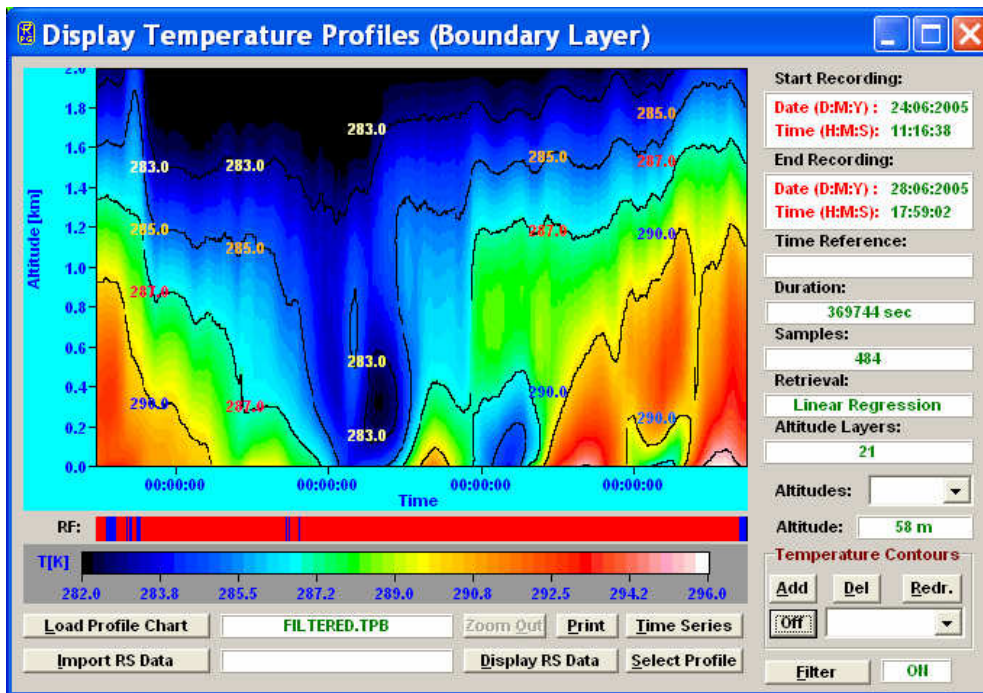 Display Temperature Profiles (Boundary Layer)
Start Recording:
Date (D:M:Y) : 24:06:2005
Time (H:M:S): 11:16:38
End Recording:
Date (D:M:Y) : 28:06:2005
Time (H:M:S): 17:59:02
Time Reference:
Duration:
369744 sec
Samples:
484
Retrieval:
Linear Regression
Altitude Layers:
21
Altitudes:
Altitude: 58 m
Temperature Contours
Add Del Redr.
Off
Filter ON
Altitude [km]
2.0
1.8
1.6
1.4
1.2
1.0
0.8
0.6
0.4
0.2
0.0
283.0 285.0
283.0 283.0 285.0 287.0
285.0 285.0 287.0 290.0
287.0
283.0
290.0 287.0 290.0 290.0
283.0
00:00:00 00:00:00 00:00:00 00:00:00
Time
RF:
T[K]
282.0 283.8 285.5 287.2 289.0 290.8 292.5 294.2 296.0
Load Profile Chart FILTERED.TPB Zoom Out Print Time Series
Import RS Data Display RS Data Select Profile